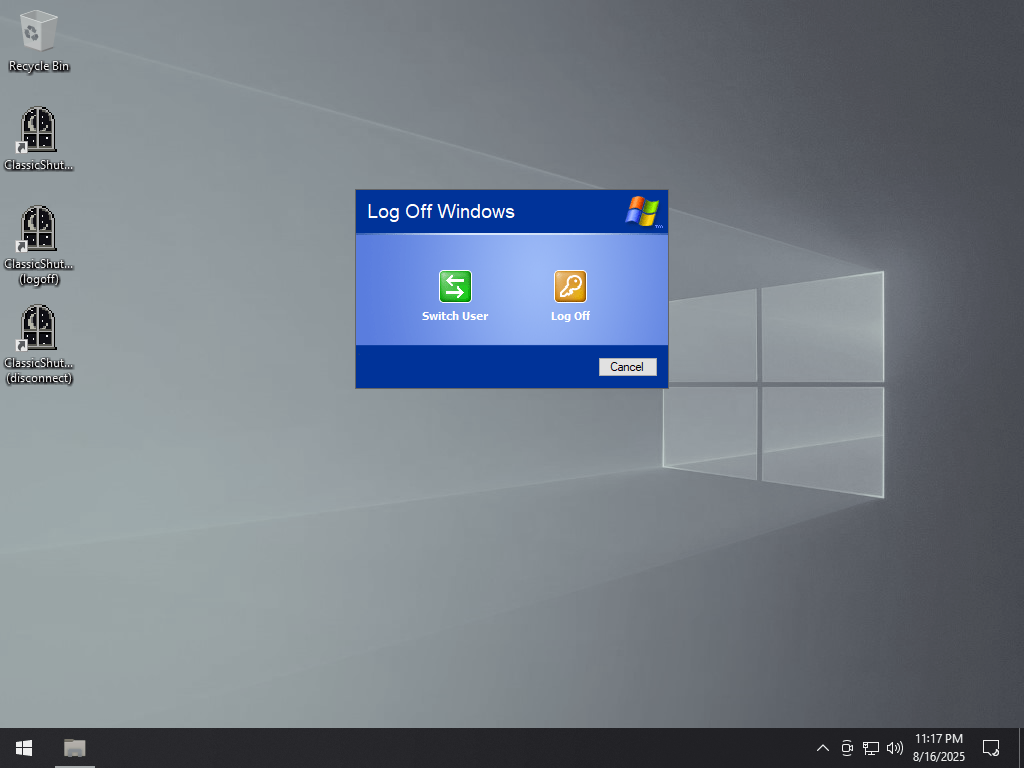 Recycle Bin
ClassicShut...
ClassicShut...
(logoff)
ClassicShut...
(disconnect)
Log Off Windows
TM
Switch User
Log Off
Cancel
11:17 PM
8/16/2025